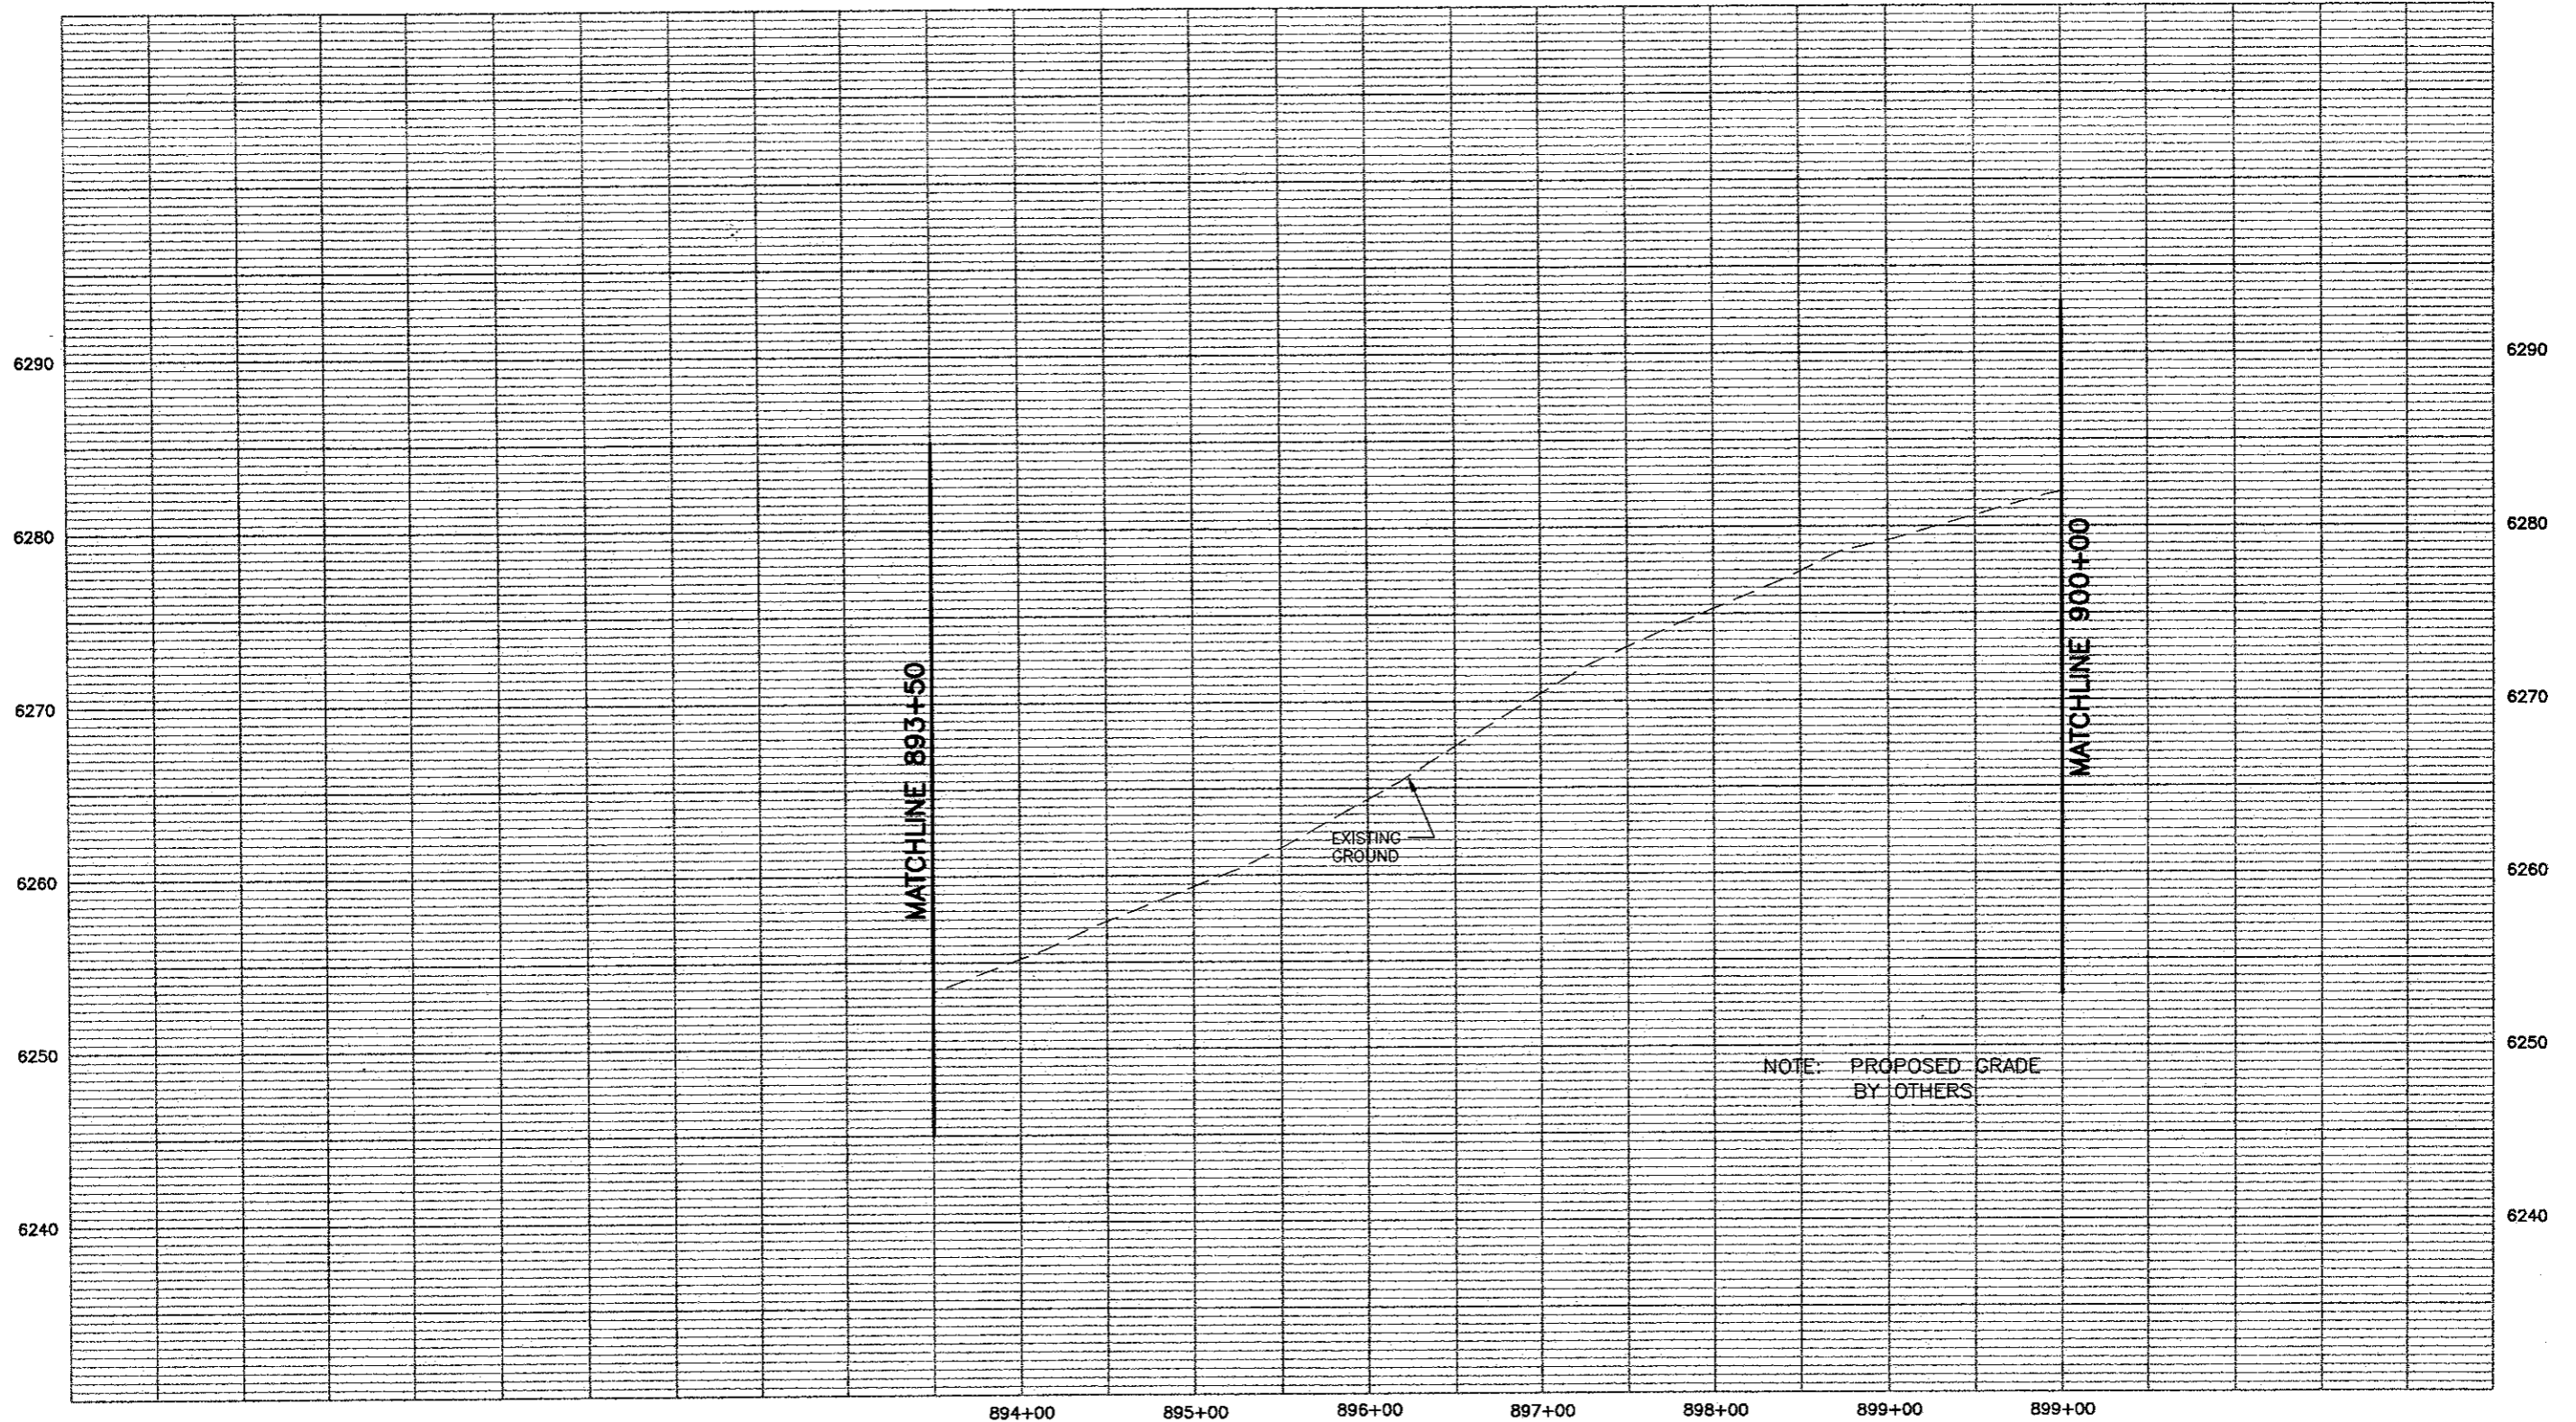 6290
6290
6280
6280
MATCHLINE 893+50
MATCHLINE 900+00
6270
6270
EXISTING
GROUND
6260
6260
6250
6250
NOTE: PROPOSED GRADE
BY OTHERS
6240
6240
894+00 895+00 896+00 897+00 898+00 899+00 899+00